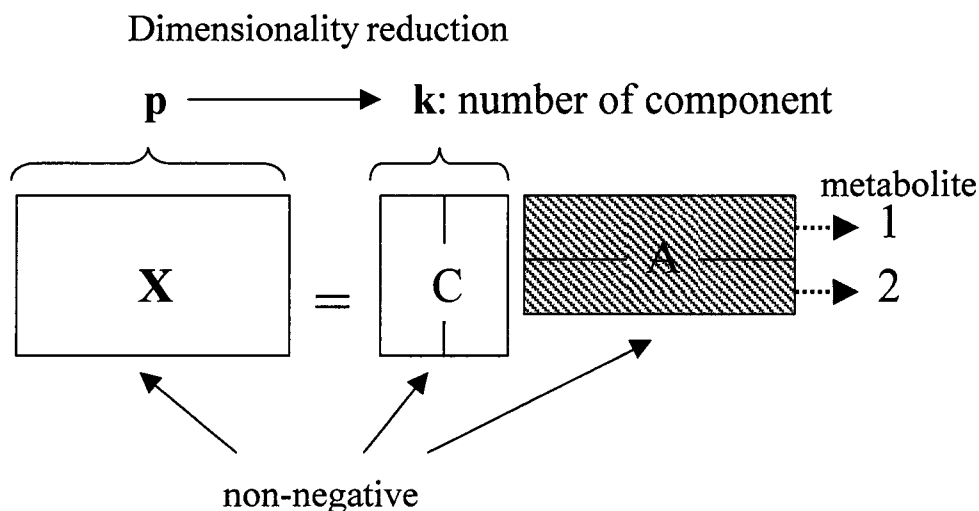 Dimensionality reduction
p k: number of component
metabolite
X = C A 1
2
non-negative